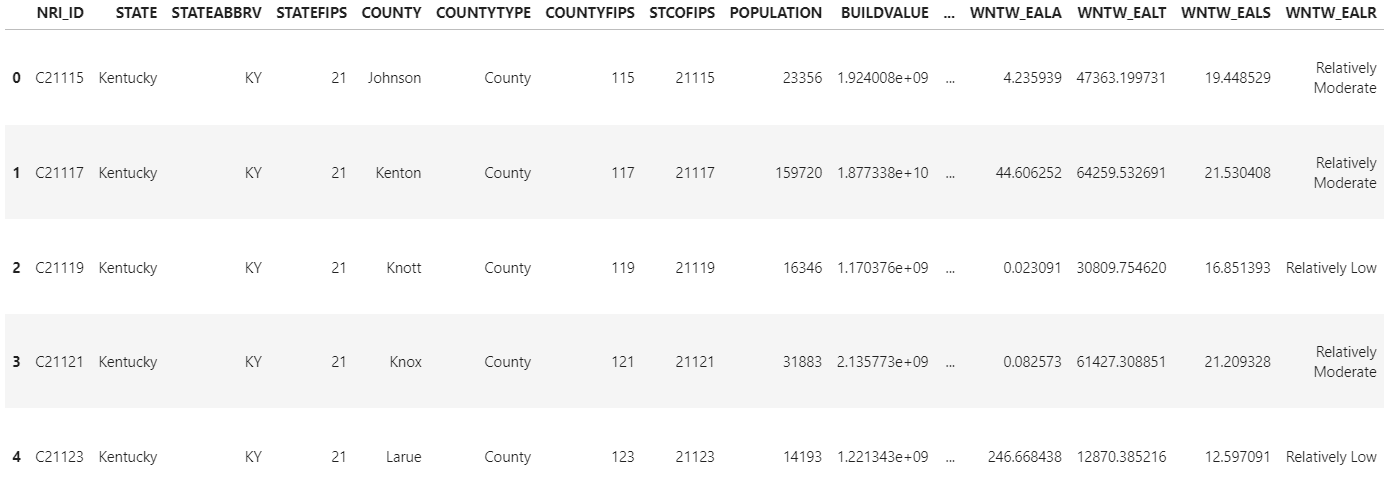 NRI_ID STATE STATEABBRV STATEFIPS COUNTY COUNTYTYPE COUNTYFIPS STCOFIPS POPULATION BUILDVALUE ... WNTW_EALA WNTW_EALT WNTW_EALS WNTW_EALR
0 C21115 Kentucky KY 21 Johnson County 115 21115 23356 1.924008e+09 ... 4.235939 47363.199731 19.448529 Relatively
Moderate
1 C21117 Kentucky KY 21 Kenton County 117 21117 159720 1.877338e+10 ... 44.606252 64259.532691 21.530408 Relatively
Moderate
2 C21119 Kentucky KY 21 Knott County 119 21119 16346 1.170376e+09 ... 0.023091 30809.754620 16.851393 Relatively Low
3 C21121 Kentucky KY 21 Knox County 121 21121 31883 2.135773e+09 ... 0.082573 61427.308851 21.209328 Relatively
Moderate
4 C21123 Kentucky KY 21 Larue County 123 21123 14193 1.221343e+09 ... 246.668438 12870.385216 12.597091 Relatively Low